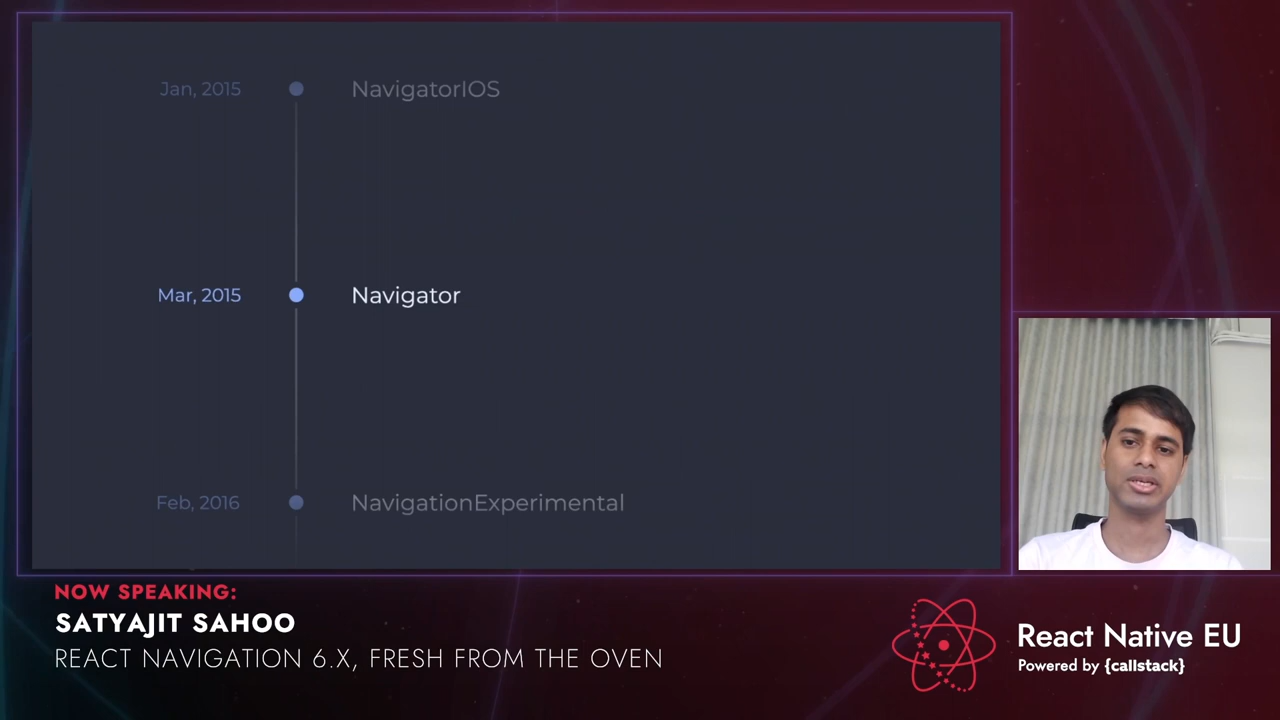 Jan, 2015 NavigatorIOS
Mar, 2015 Navigator
Feb, 2016 NavigationExperimental
NOW SPEAKING:
SATYAJIT SAHOO
REACT NAVIGATION 6.X, FRESH FROM THE OVEN
React Native EU
Powered by {callstack}